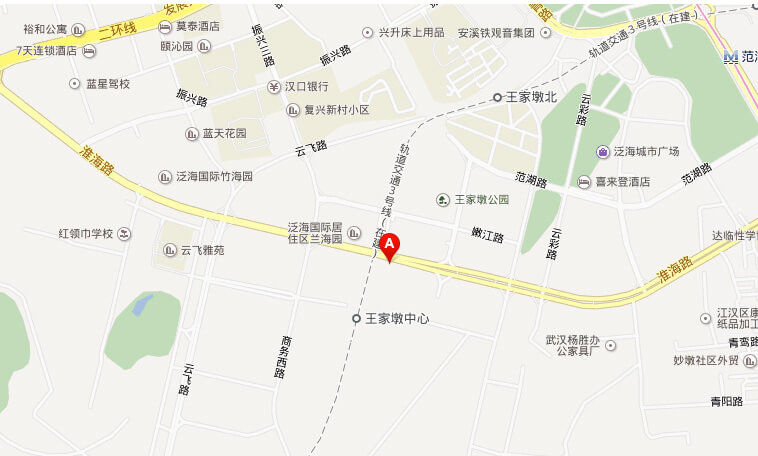 发展大
裕和公寓
二环线
莫泰酒店
7天连锁酒店
颐沁园
振兴三路
兴升床上用品
安溪铁观音集团
轨道交通3号线(在建)
范湖
蓝星驾校
振兴路
汉口银行
复兴新村小区
王家墩北
云彩路
蓝天花园
云飞路
泛海城市广场
淮海路
轨道交通3号线(在建)
泛海国际竹海园
范湖路
喜来登酒店
王家墩公园
红领巾学校
泛海国际居
住区兰海园
嫩江路
云彩路
达临性学博
云飞雅苑
A
淮海路
王家墩中心
江汉区康
纸品加工
商务西路
武汉杨胜办
公家具厂
青鸾路
云飞路
妙墩社区外贸
青阳路